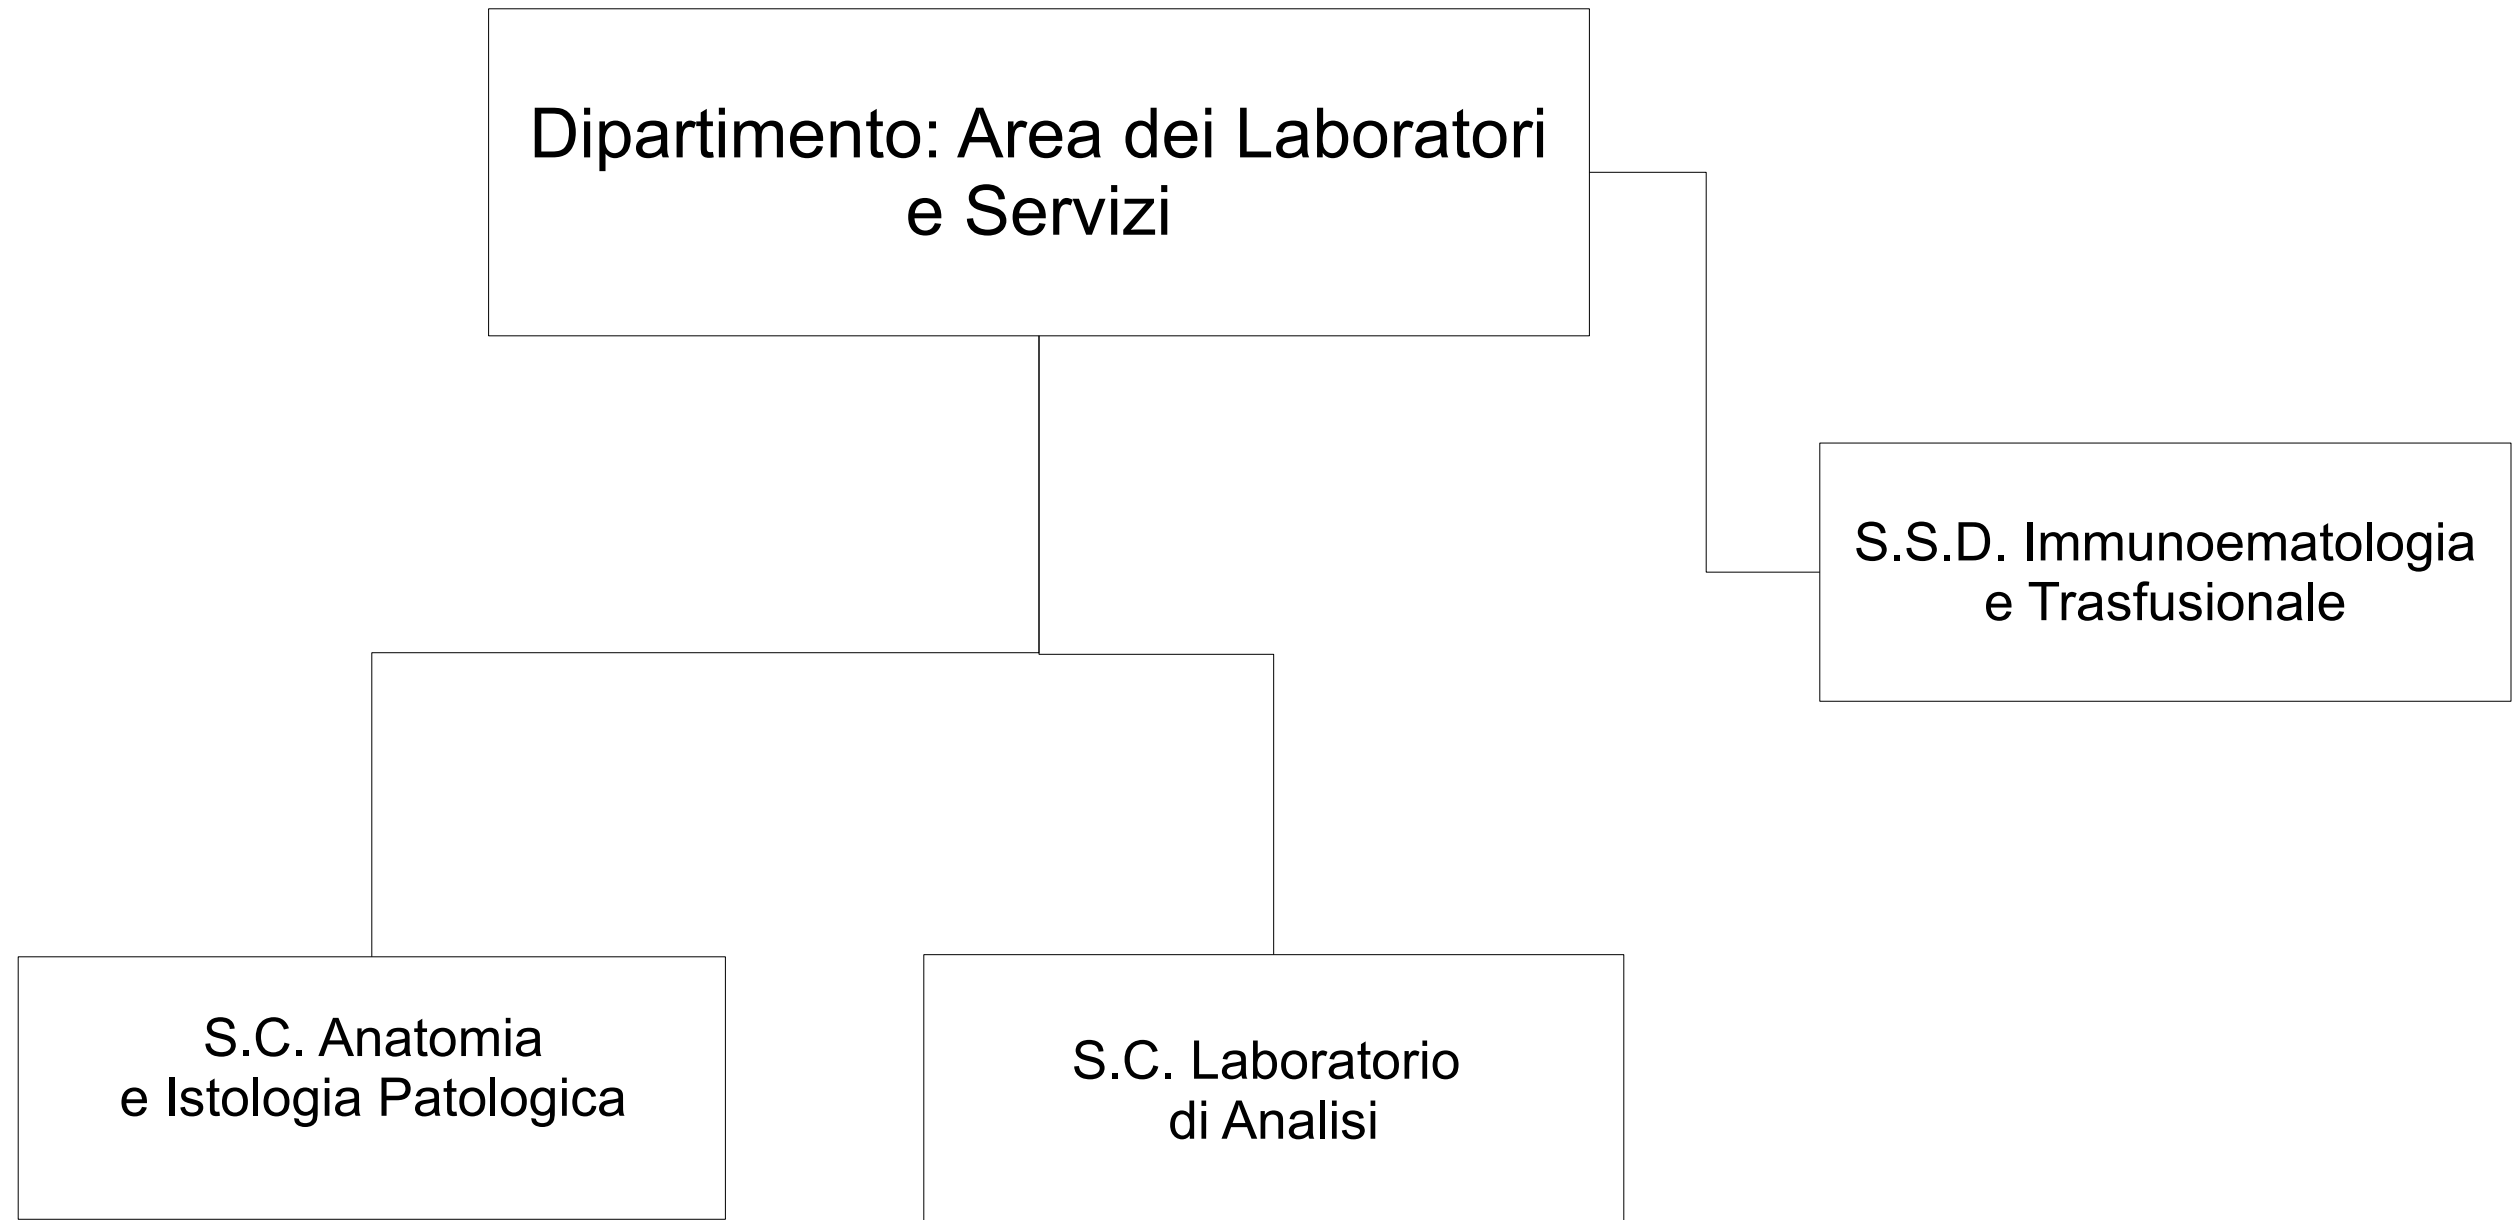 Dipartimento: Area dei Laboratori
e Servizi
S.S.D. Immunoematologia
e Trasfusionale
S.C. Anatomia
e Istologia Patologica
S.C. Laboratorio
di Analisi